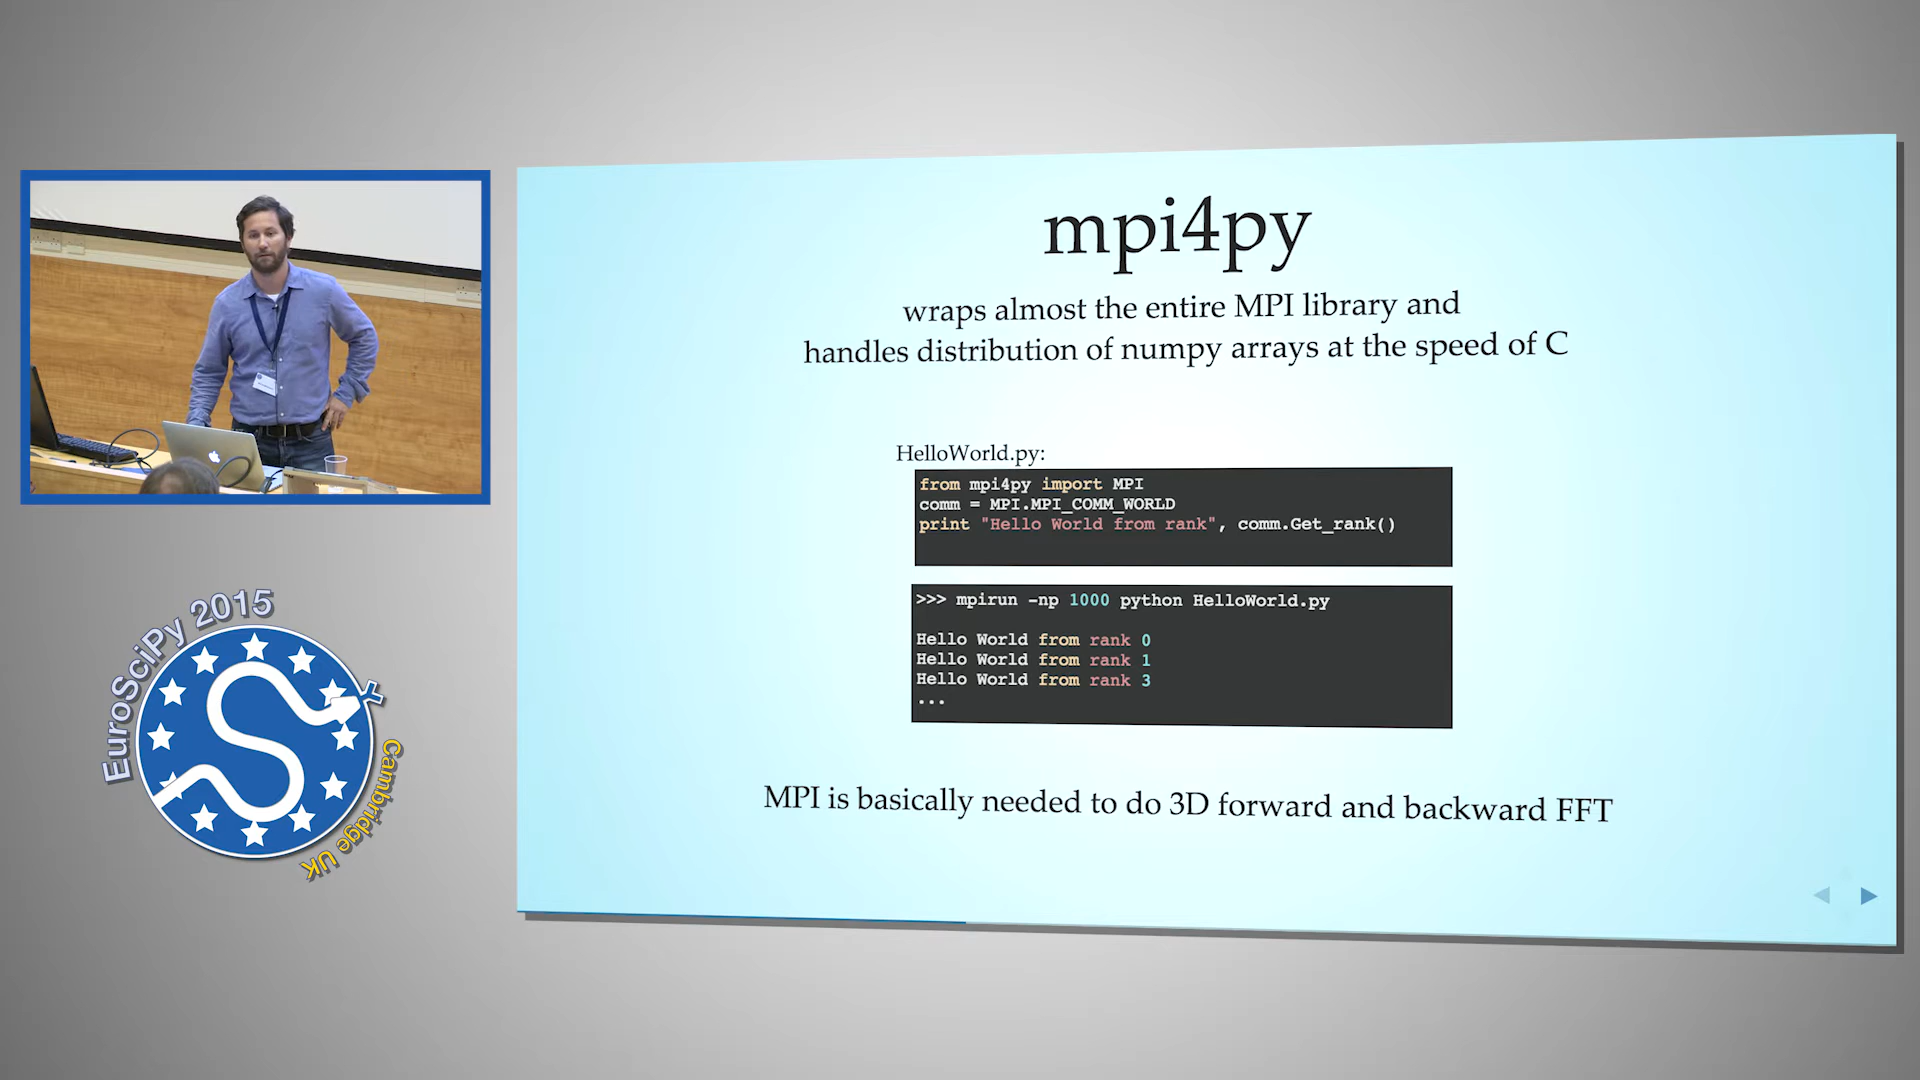 mpi4py
wraps almost the entire MPI library and
handles distribution of numpy arrays at the speed of C
HelloWorld.py:
from mpi4py import MPI
comm = MPI.MPI_COMM_WORLD
print "Hello World from rank", comm.Get_rank()
>>> mpirun -np 1000 python HelloWorld.py
Hello World from rank 0
Hello World from rank 1
Hello World from rank 3
...
MPI is basically needed to do 3D forward and backward FFT
EuroSciPy 2015
Cambridge UK